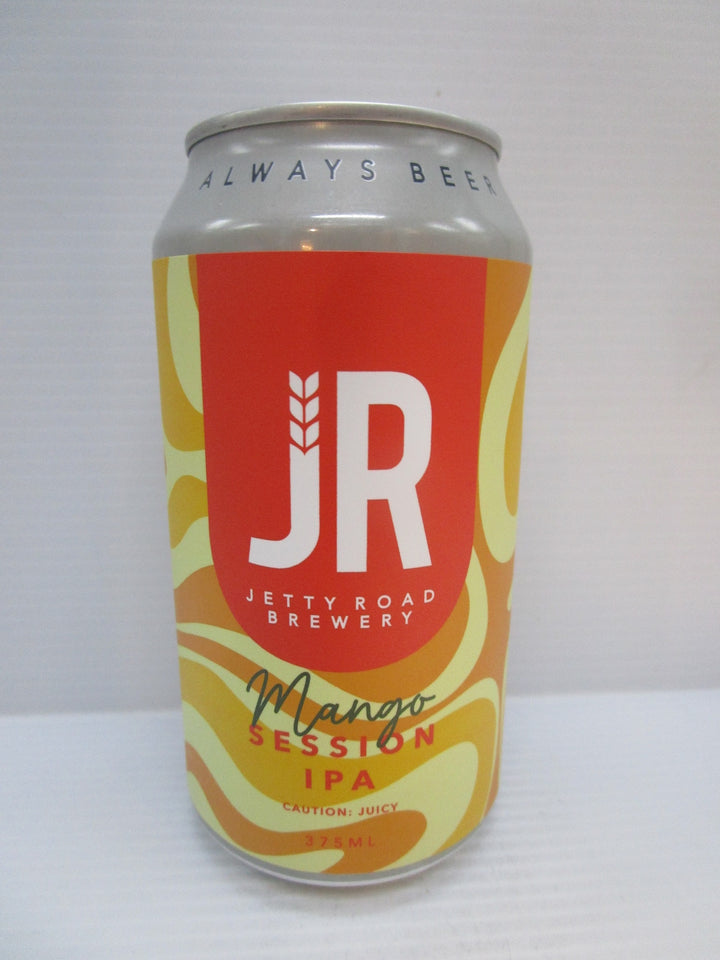 ALWAYS BEER
JR
JETTY ROAD
BREWERY
Mango
SESSION
IPA
CAUTION: JUICY
375ML